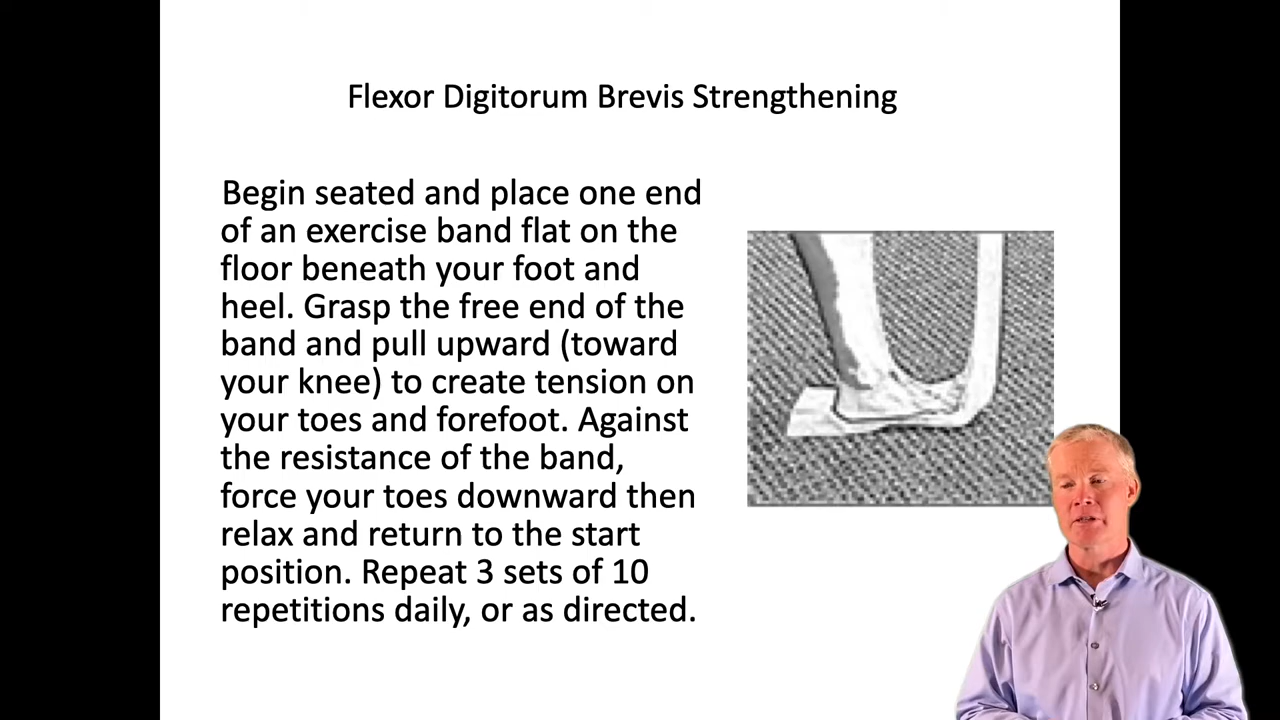 Flexor Digitorum Brevis Strengthening
Begin seated and place one end
of an exercise band flat on the
floor beneath your foot and
heel. Grasp the free end of the
band and pull upward (toward
your knee) to create tension on
your toes and forefoot. Against
the resistance of the band,
force your toes downward then
relax and return to the start
position. Repeat 3 sets of 10
repetitions daily, or as directed.